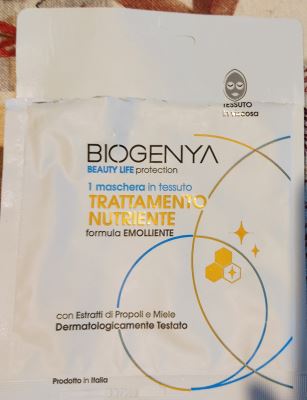 TESSUTO
BIOGENYA
BEAUTY LIFE protection
1 maschera in tessuto
TRATTAMENTO
NUTRIENTE
formula EMOLLIENTE
con Estratti di Propoli e Miele
Dermatologicamente Testato
Prodotto in Italia